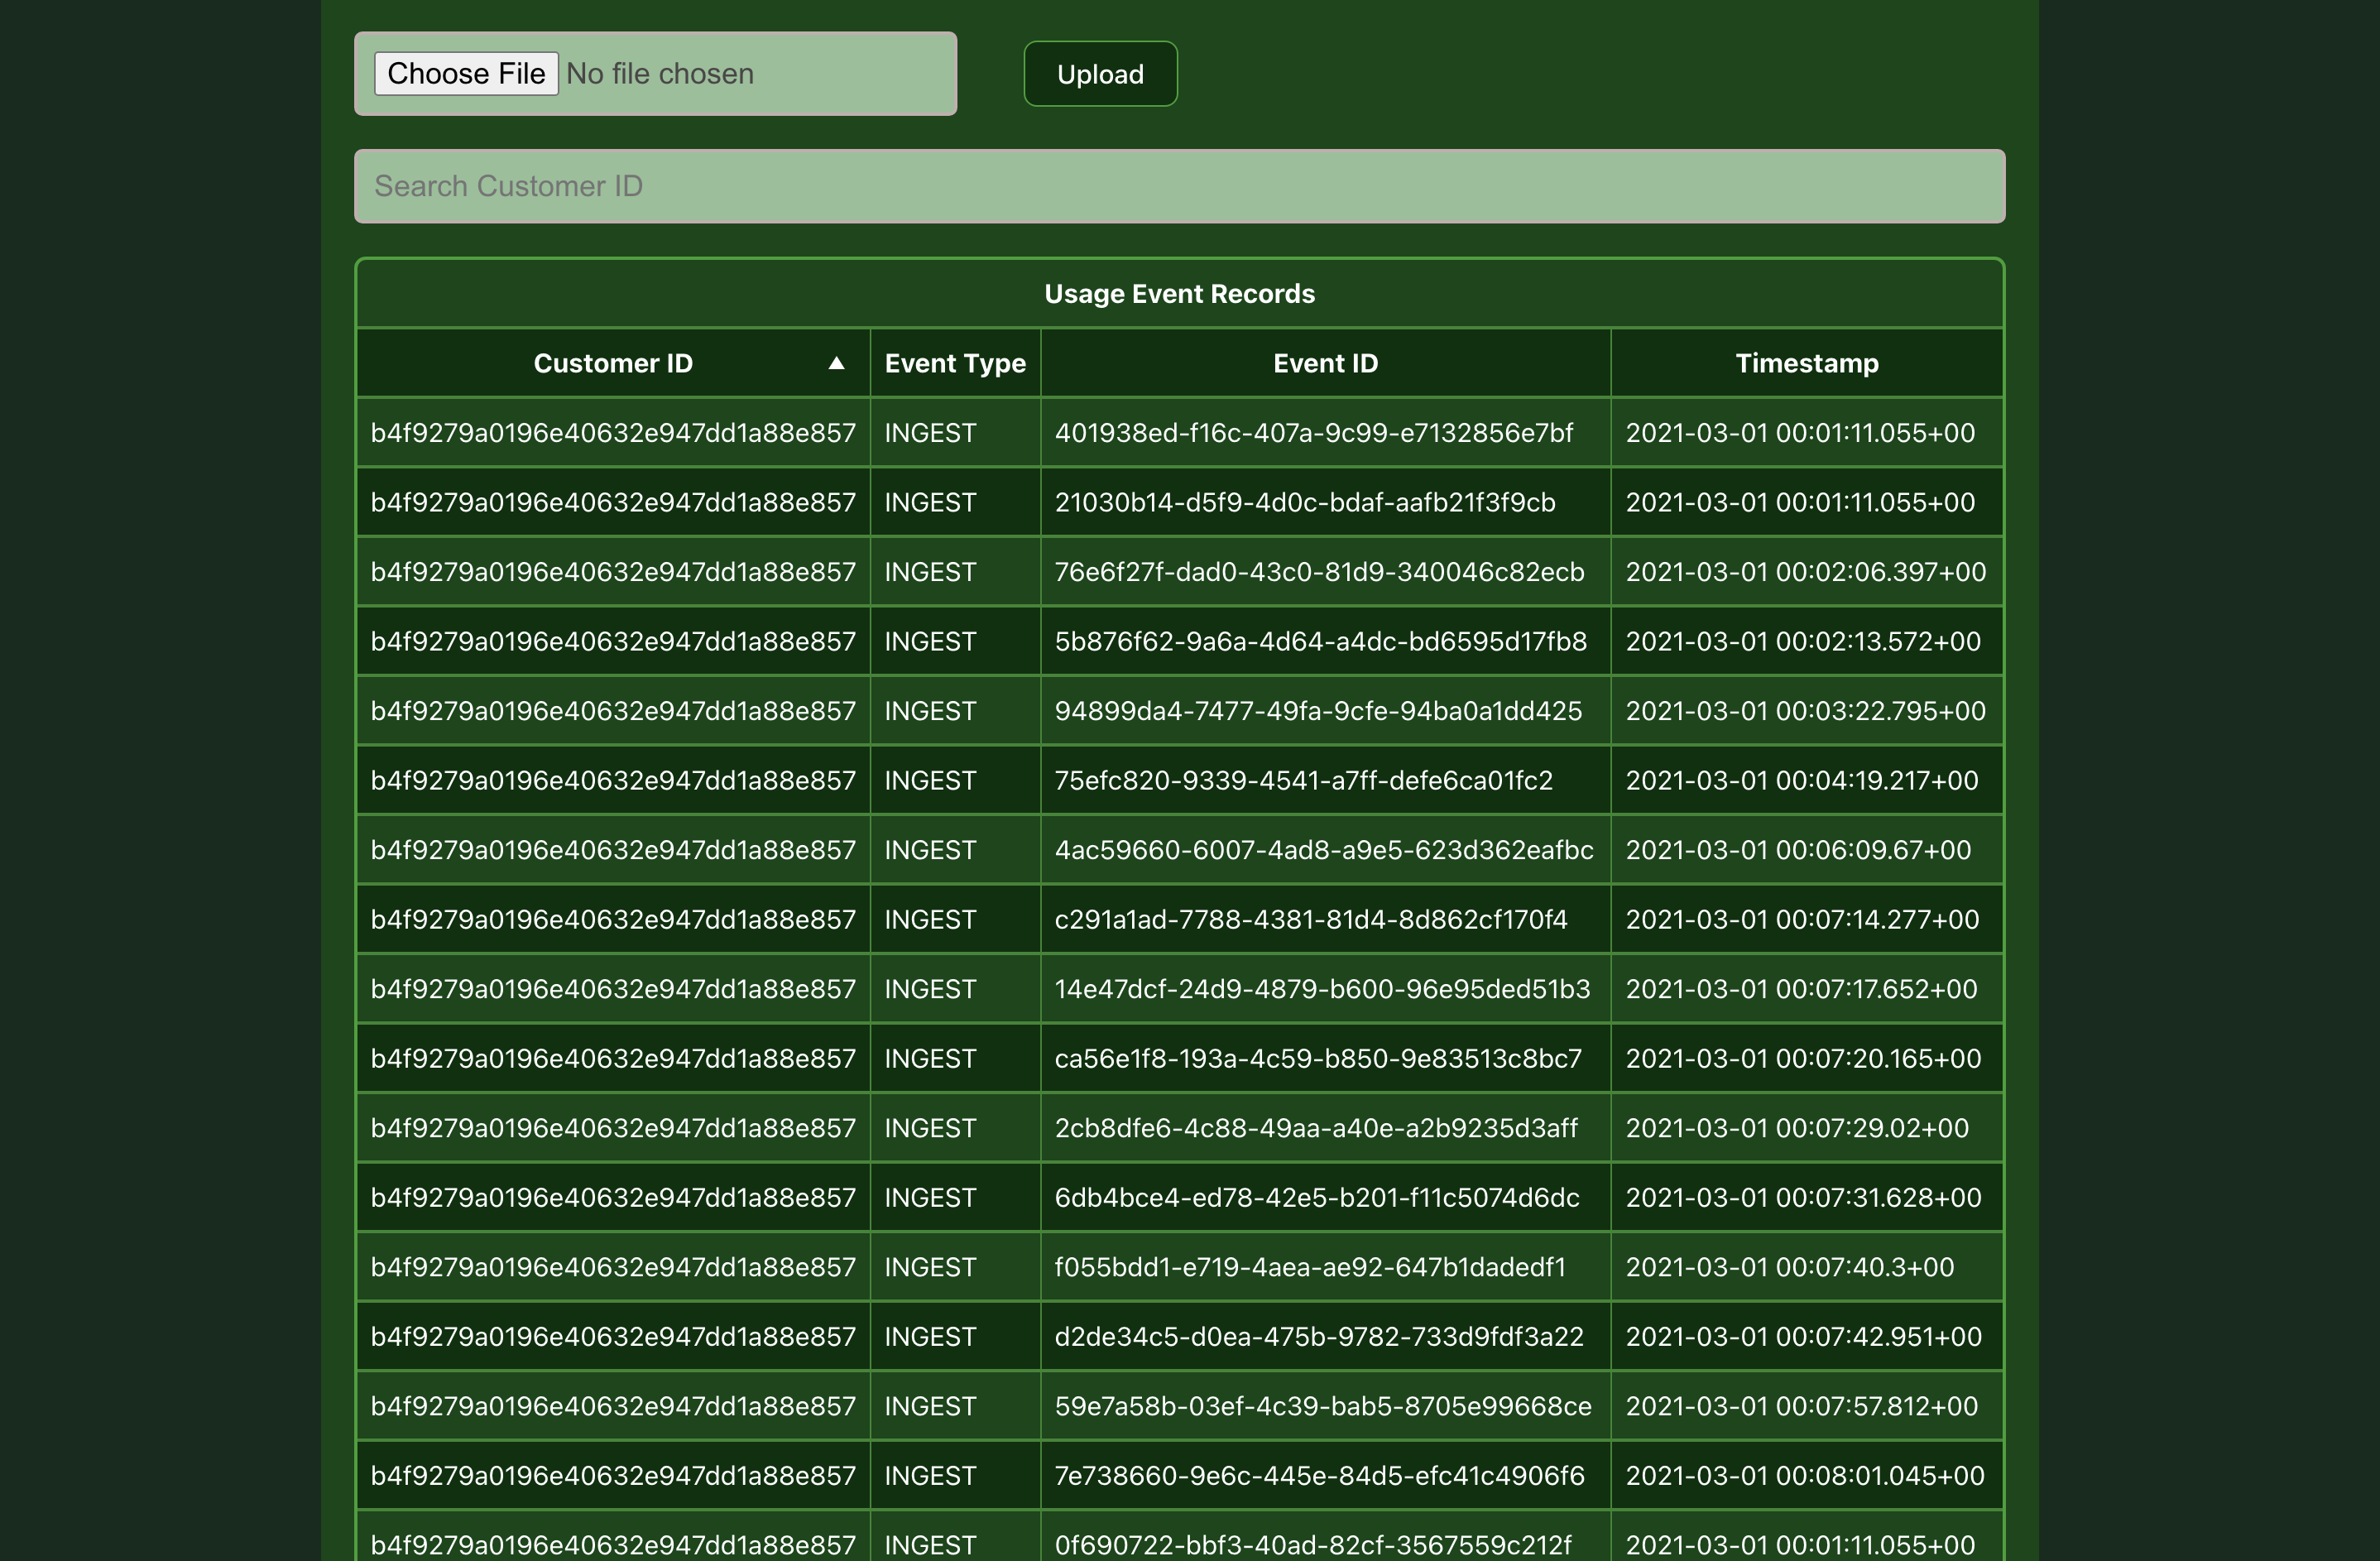 Choose File No file chosen Upload
Search Customer ID
Usage Event Records
Customer ID ▲ Event Type Event ID Timestamp
b4f9279a0196e40632e947dd1a88e857 INGEST 401938ed-f16c-407a-9c99-e7132856e7bf 2021-03-01 00:01:11.055+00
b4f9279a0196e40632e947dd1a88e857 INGEST 21030b14-d5f9-4d0c-bdaf-aafb21f3f9cb 2021-03-01 00:01:11.055+00
b4f9279a0196e40632e947dd1a88e857 INGEST 76e6f27f-dad0-43c0-81d9-340046c82ecb 2021-03-01 00:02:06.397+00
b4f9279a0196e40632e947dd1a88e857 INGEST 5b876f62-9a6a-4d64-a4dc-bd6595d17fb8 2021-03-01 00:02:13.572+00
b4f9279a0196e40632e947dd1a88e857 INGEST 94899da4-7477-49fa-9cfe-94ba0a1dd425 2021-03-01 00:03:22.795+00
b4f9279a0196e40632e947dd1a88e857 INGEST 75efc820-9339-4541-a7ff-defe6ca01fc2 2021-03-01 00:04:19.217+00
b4f9279a0196e40632e947dd1a88e857 INGEST 4ac59660-6007-4ad8-a9e5-623d362eafbc 2021-03-01 00:06:09.67+00
b4f9279a0196e40632e947dd1a88e857 INGEST c291a1ad-7788-4381-81d4-8d862cf170f4 2021-03-01 00:07:14.277+00
b4f9279a0196e40632e947dd1a88e857 INGEST 14e47dcf-24d9-4879-b600-96e95ded51b3 2021-03-01 00:07:17.652+00
b4f9279a0196e40632e947dd1a88e857 INGEST ca56e1f8-193a-4c59-b850-9e83513c8bc7 2021-03-01 00:07:20.165+00
b4f9279a0196e40632e947dd1a88e857 INGEST 2cb8dfe6-4c88-49aa-a40e-a2b9235d3aff 2021-03-01 00:07:29.02+00
b4f9279a0196e40632e947dd1a88e857 INGEST 6db4bce4-ed78-42e5-b201-f11c5074d6dc 2021-03-01 00:07:31.628+00
b4f9279a0196e40632e947dd1a88e857 INGEST f055bdd1-e719-4aea-ae92-647b1dadedf1 2021-03-01 00:07:40.3+00
b4f9279a0196e40632e947dd1a88e857 INGEST d2de34c5-d0ea-475b-9782-733d9fdf3a22 2021-03-01 00:07:42.951+00
b4f9279a0196e40632e947dd1a88e857 INGEST 59e7a58b-03ef-4c39-bab5-8705e99668ce 2021-03-01 00:07:57.812+00
b4f9279a0196e40632e947dd1a88e857 INGEST 7e738660-9e6c-445e-84d5-efc41c4906f6 2021-03-01 00:08:01.045+00
b4f9279a0196e40632e947dd1a88e857 INGEST 0f690722-bbf3-40ad-82cf-3567559c212f 2021-03-01 00:01:11.055+00